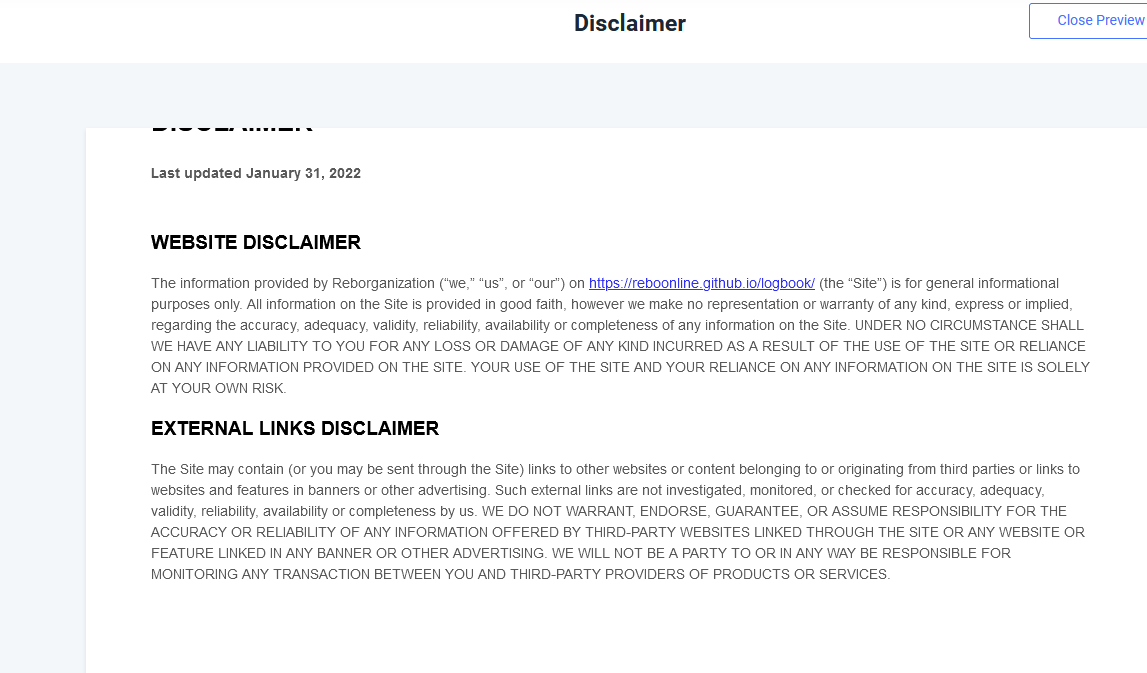 Disclaimer
Close Preview
DISCLAIMER
Last updated January 31, 2022
WEBSITE DISCLAIMER
The information provided by Reborganization (“we,” “us”, or “our”) on https://reboonline.github.io/logbook/ (the “Site”) is for general informational
purposes only. All information on the Site is provided in good faith, however we make no representation or warranty of any kind, express or implied,
regarding the accuracy, adequacy, validity, reliability, availability or completeness of any information on the Site. UNDER NO CIRCUMSTANCE SHALL
WE HAVE ANY LIABILITY TO YOU FOR ANY LOSS OR DAMAGE OF ANY KIND INCURRED AS A RESULT OF THE USE OF THE SITE OR RELIANCE
ON ANY INFORMATION PROVIDED ON THE SITE. YOUR USE OF THE SITE AND YOUR RELIANCE ON ANY INFORMATION ON THE SITE IS SOLELY
AT YOUR OWN RISK.
EXTERNAL LINKS DISCLAIMER
The Site may contain (or you may be sent through the Site) links to other websites or content belonging to or originating from third parties or links to
websites and features in banners or other advertising. Such external links are not investigated, monitored, or checked for accuracy, adequacy,
validity, reliability, availability or completeness by us. WE DO NOT WARRANT, ENDORSE, GUARANTEE, OR ASSUME RESPONSIBILITY FOR THE
ACCURACY OR RELIABILITY OF ANY INFORMATION OFFERED BY THIRD-PARTY WEBSITES LINKED THROUGH THE SITE OR ANY WEBSITE OR
FEATURE LINKED IN ANY BANNER OR OTHER ADVERTISING. WE WILL NOT BE A PARTY TO OR IN ANY WAY BE RESPONSIBLE FOR
MONITORING ANY TRANSACTION BETWEEN YOU AND THIRD-PARTY PROVIDERS OF PRODUCTS OR SERVICES.